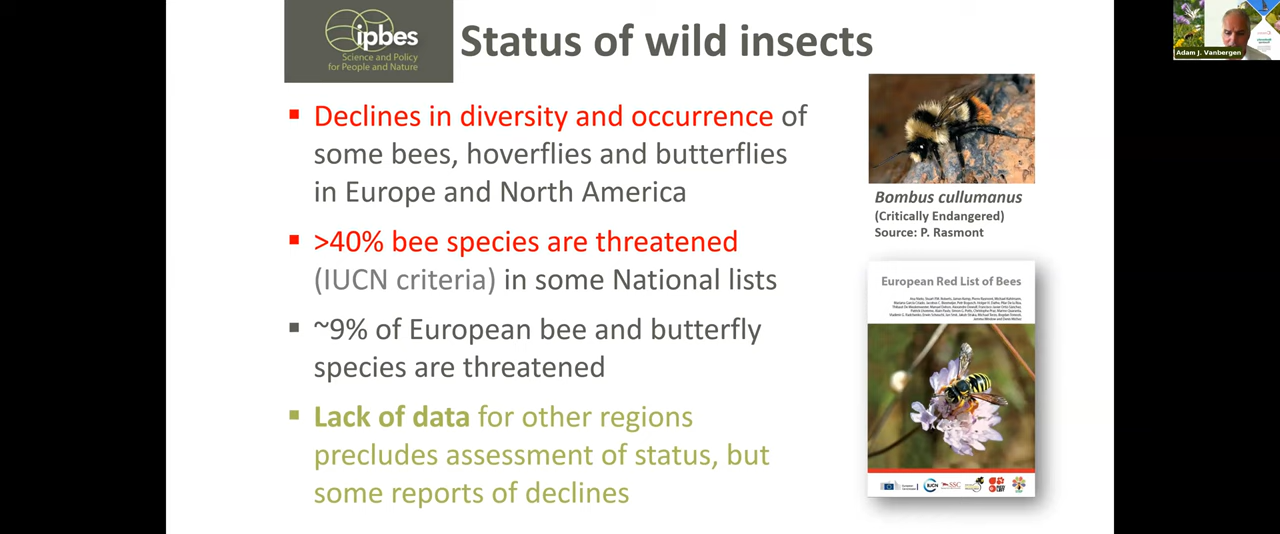 ipbes
Science and Policy
for People and Nature
Status of wild insects
Adam J. Vanbergen
Declines in diversity and occurrence of
some bees, hoverflies and butterflies
in Europe and North America
>40% bee species are threatened
(IUCN criteria) in some National lists
~9% of European bee and butterfly
species are threatened
Lack of data for other regions
precludes assessment of status, but
some reports of declines
Bombus cullumanus
(Critically Endangered)
Source: P. Rasmont
European Red List of Bees
IUCN
SSC